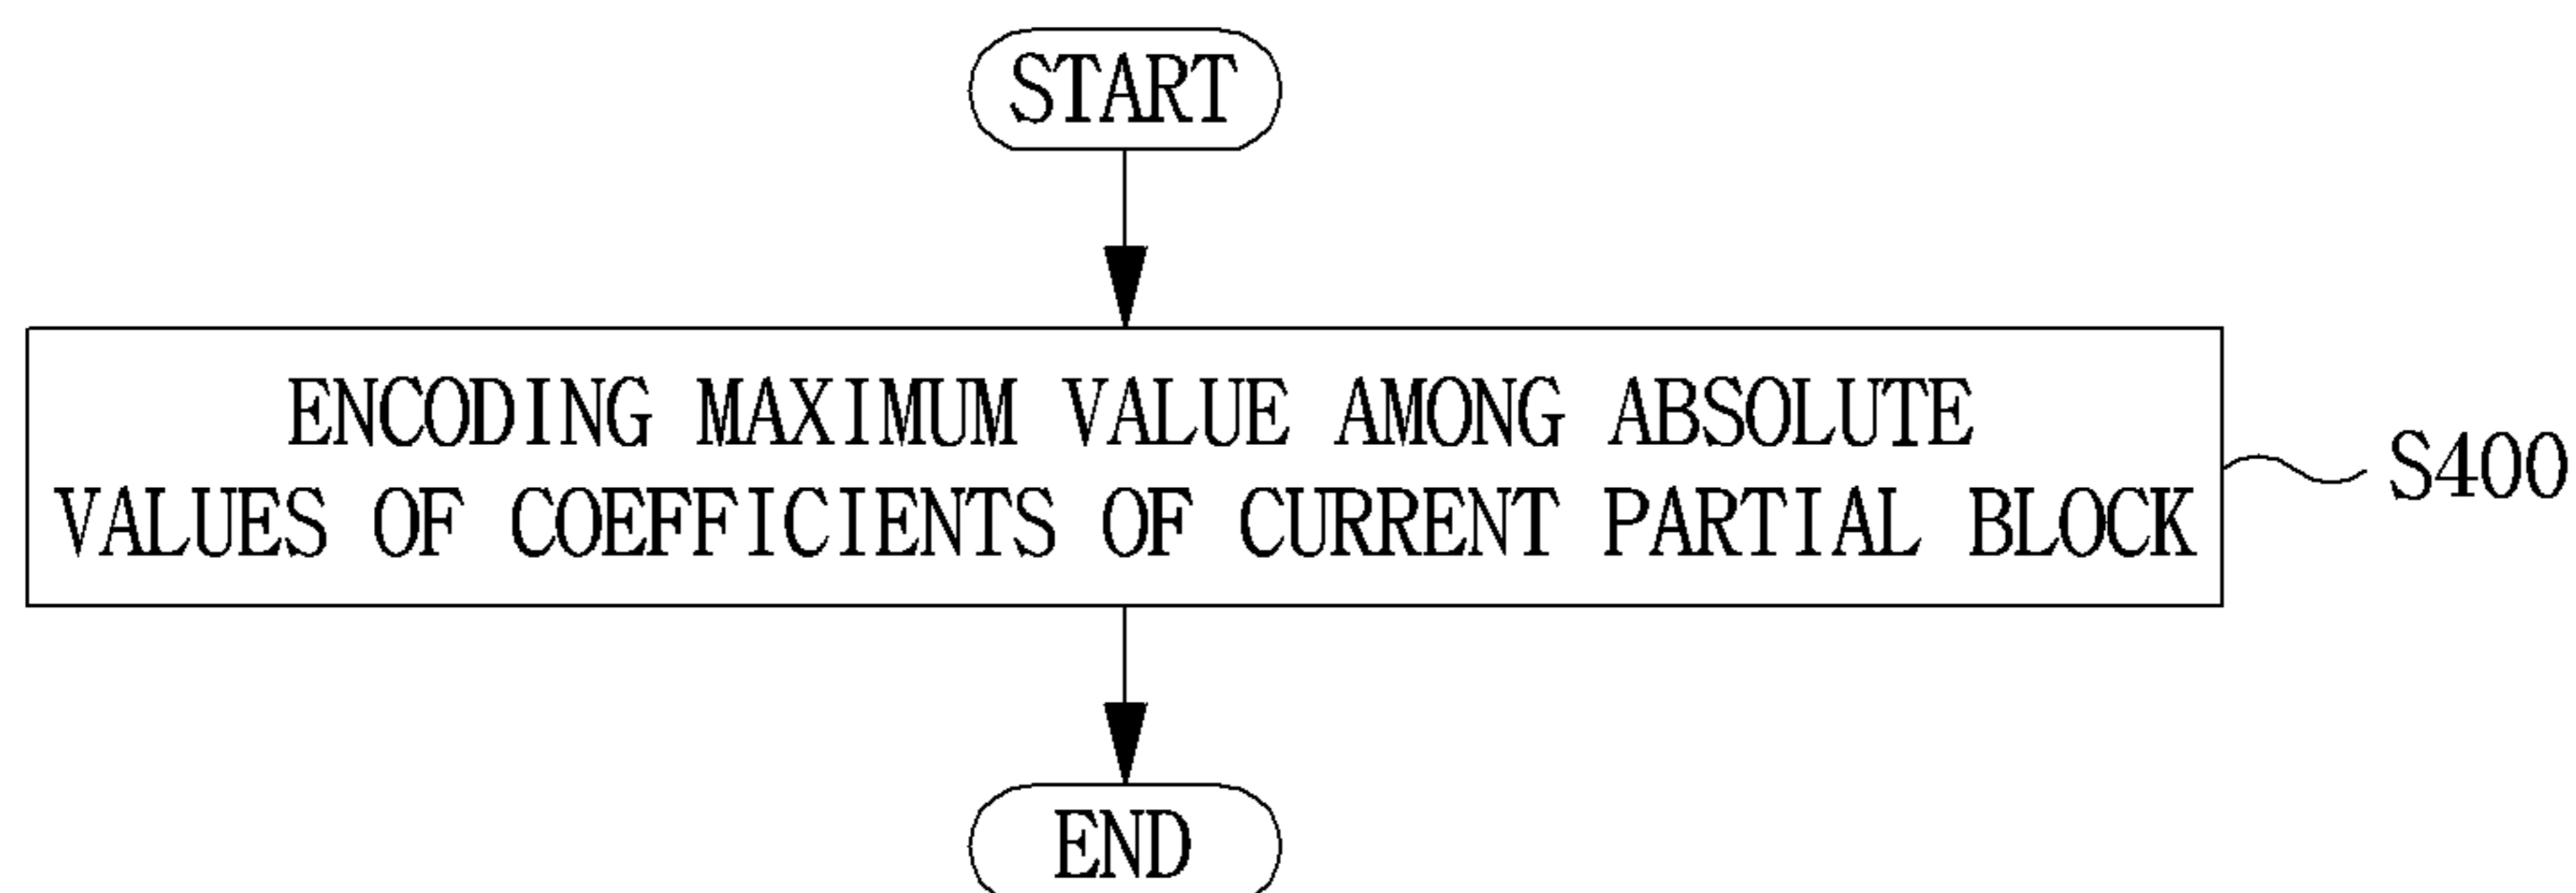 START
ENCODING MAXIMUM VALUE AMONG ABSOLUTE
VALUES OF COEFFICIENTS OF CURRENT PARTIAL BLOCK
S400
END